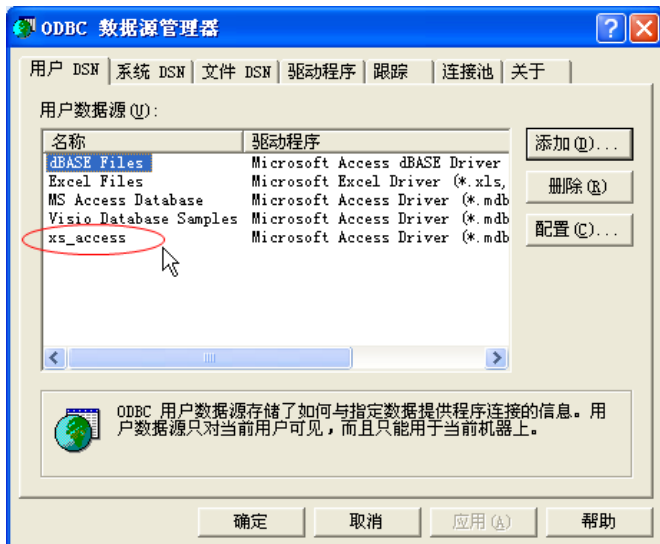 ODBC 数据源管理器
用户 DSN 系统 DSN 文件 DSN 驱动程序 跟踪 连接池 关于
用户数据源(U):
名称 驱动程序
dBASE Files Microsoft Access dBASE Driver
Excel Files Microsoft Excel Driver (*.xls,
MS Access Database Microsoft Access Driver (*.mdb
Visio Database Samples Microsoft Access Driver (*.mdb
xs_access Microsoft Access Driver (*.mdb
添加(D)...
删除(R)
配置(C)...
ODBC 用户数据源存储了如何与指定数据提供程序连接的信息。用
户数据源只对当前用户可见，而且只能用于当前机器上。
确定 取消 应用(A) 帮助